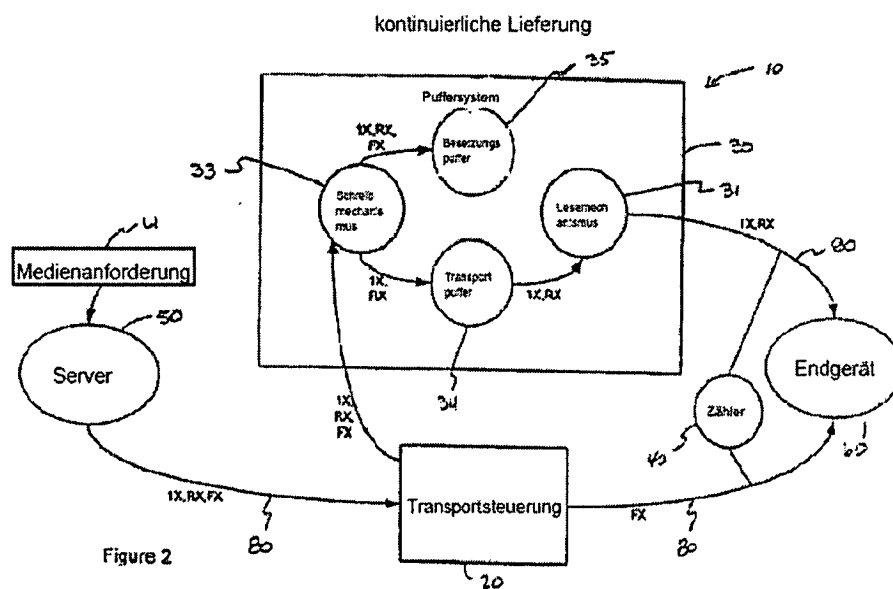 kontinuierliche Lieferung
35
10
Puffersystem
1X,RX,
FX
Besetzungs
puffer
30
33
31
Schreib
mechanis
mus
Lesemech
anismus
1X,RX
80
Medienanforderung
1X,
RX
Transport
puffer
1X,RX
50
Server
34
Endgerät
Zähler
40
60
1X,
RX,
FX
1X,RX,FX
80
Transportsteuerung
FX
80
20
Figure 2